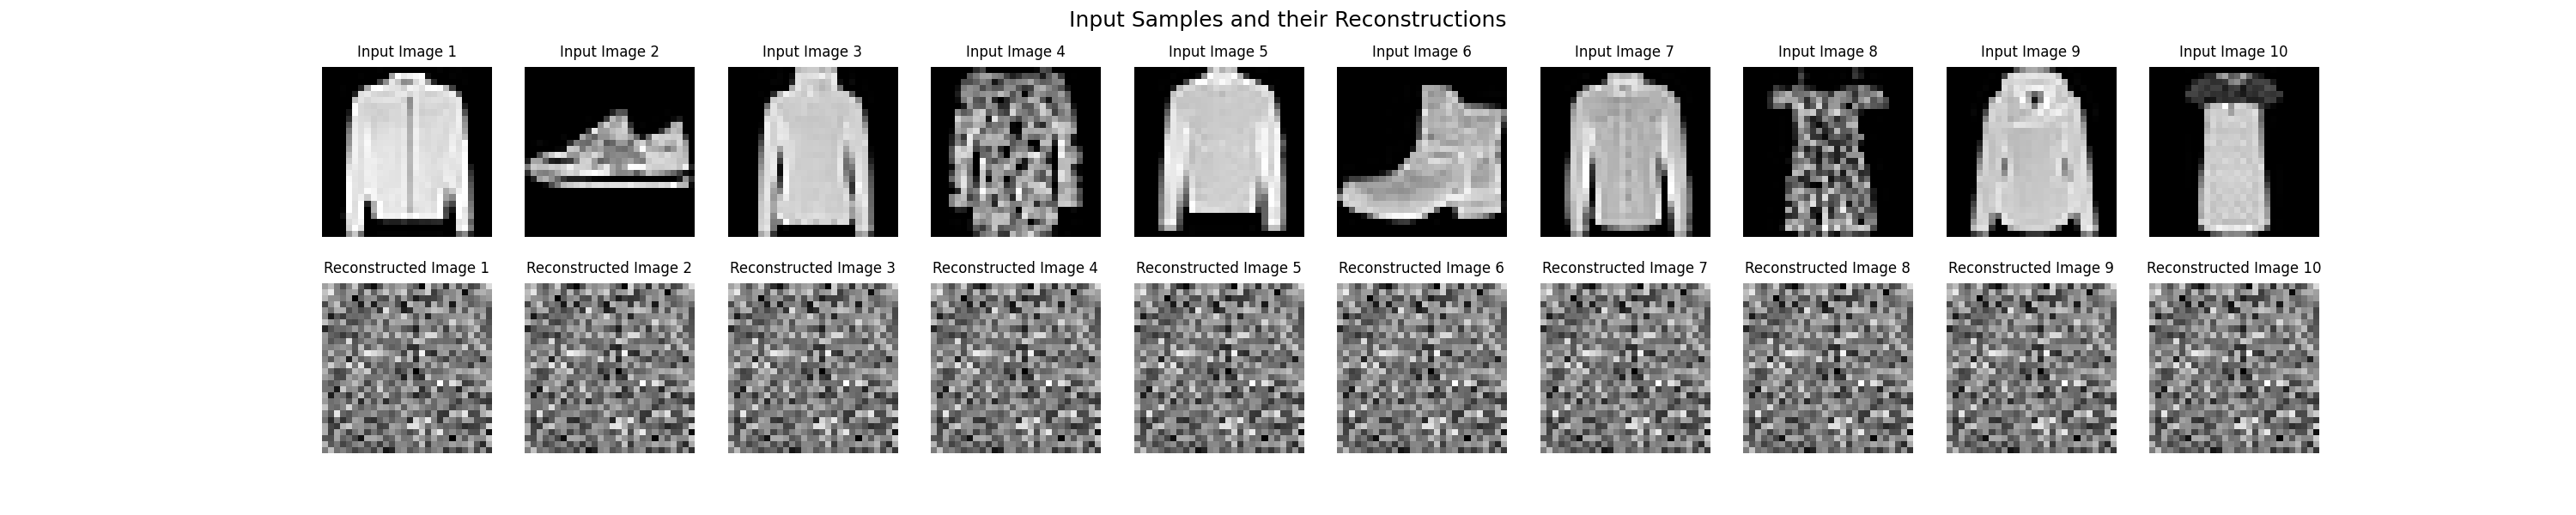 Input Samples and their Reconstructions
Input Image 1 Input Image 2 Input Image 3 Input Image 4 Input Image 5 Input Image 6 Input Image 7 Input Image 8 Input Image 9 Input Image 10
Reconstructed Image 1 Reconstructed Image 2 Reconstructed Image 3 Reconstructed Image 4 Reconstructed Image 5 Reconstructed Image 6 Reconstructed Image 7 Reconstructed Image 8 Reconstructed Image 9 Reconstructed Image 10